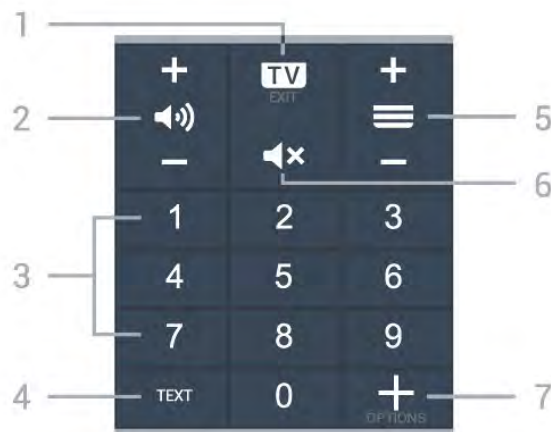 1
+ TV +
EXIT
2 5
- -
6
1 2 3
3
4 5 6
7 8 9
4 TEXT 0 + 7
OPTIONS